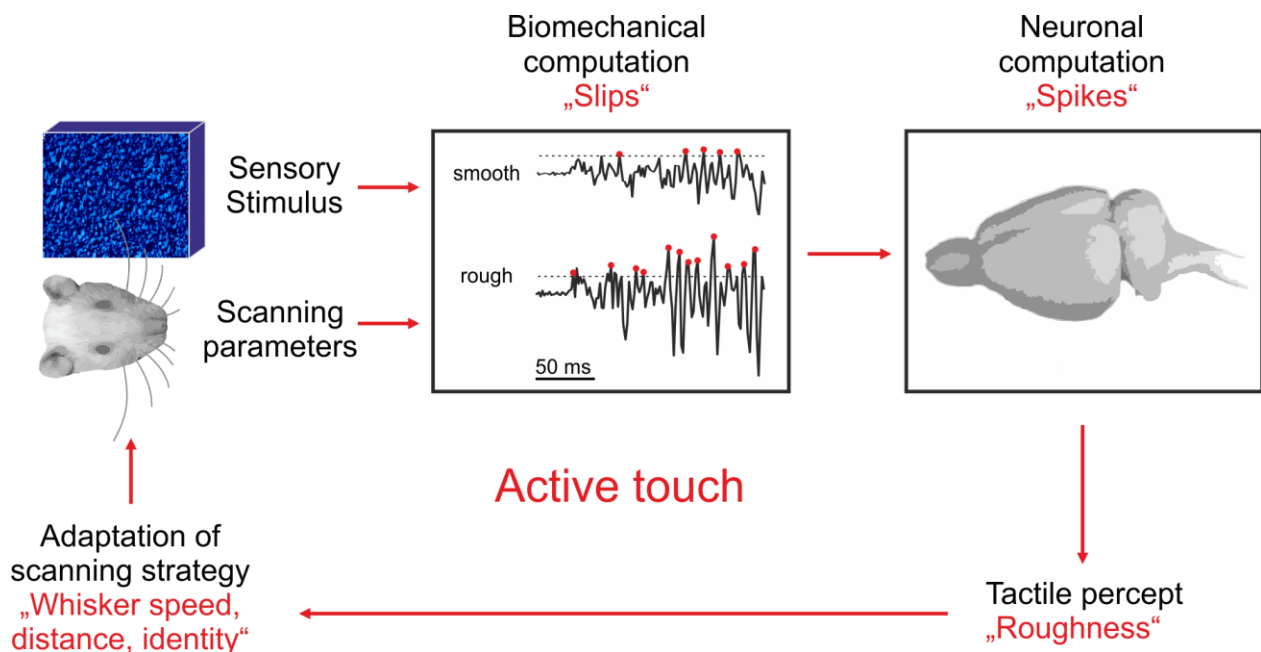 Biomechanical
computation
„Slips“
Neuronal
computation
„Spikes“
Sensory
Stimulus
smooth
rough
Scanning
parameters
50 ms
Active touch
Adaptation of
scanning strategy
„Whisker speed,
distance, identity“
Tactile percept
„Roughness“